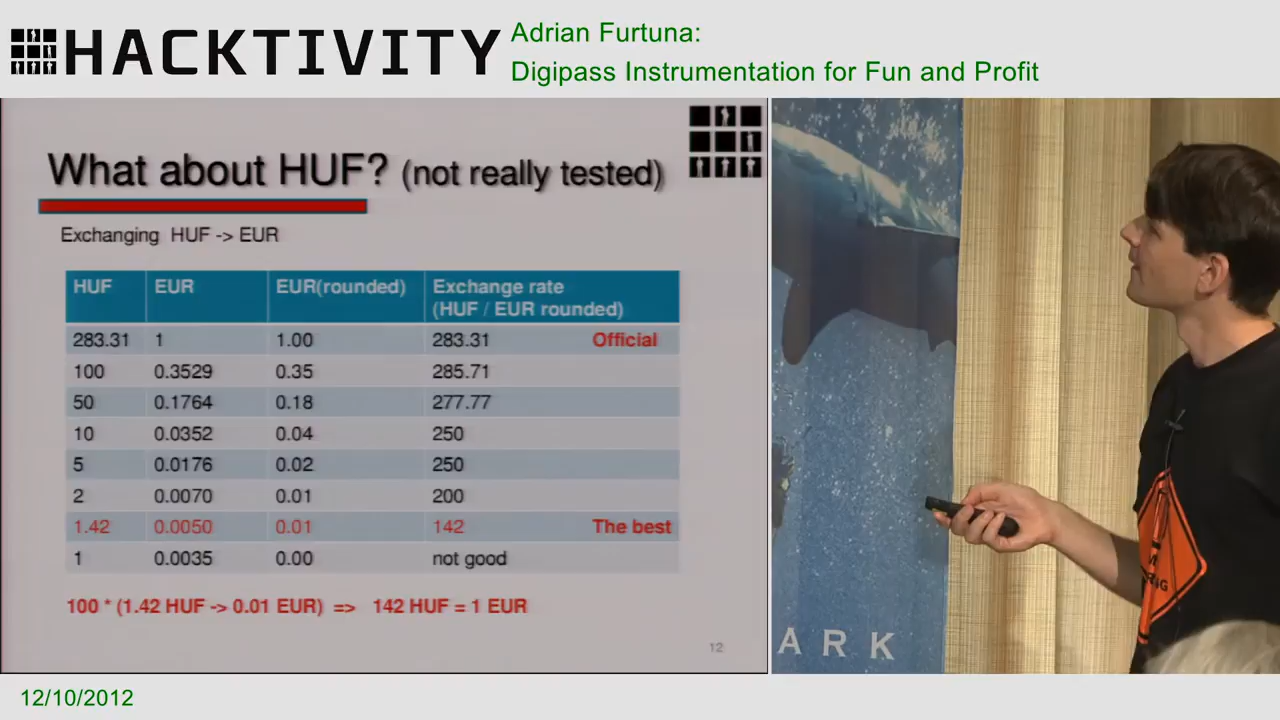 HACKTIVITY
Adrian Furtuna:
Digipass Instrumentation for Fun and Profit
What about HUF? (not really tested)
Exchanging HUF -> EUR
HUF EUR EUR(rounded) Exchange rate
(HUF / EUR rounded)
283.31 1 1.00 283.31 Official
100 0.3529 0.35 285.71
50 0.1764 0.18 277.77
10 0.0352 0.04 250
5 0.0176 0.02 250
2 0.0070 0.01 200
1.42 0.0050 0.01 142 The best
1 0.0035 0.00 not good
100 * (1.42 HUF -> 0.01 EUR) => 142 HUF = 1 EUR
12
ARK
12/10/2012